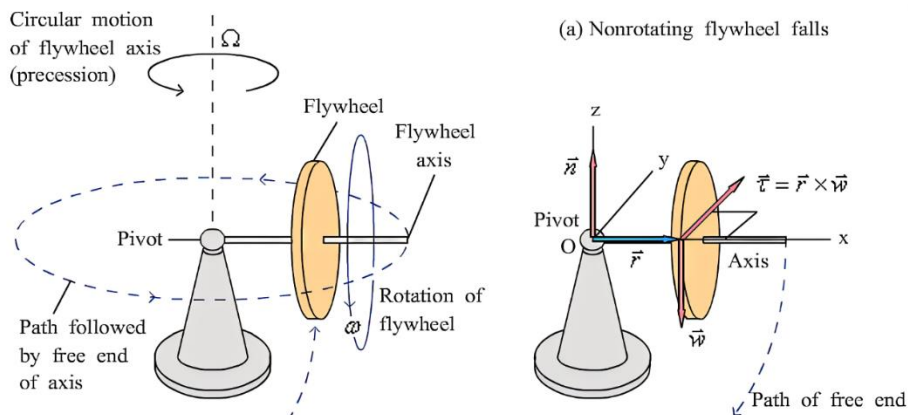 Circular motion
of flywheel axis
(precession)
Ω
Flywheel
Flywheel
axis
Pivot
Path followed
by free end
of axis
Rotation of
flywheel
ω
(a) Nonrotating flywheel falls
z
y
n⃗
τ⃗ = r⃗ × w⃗
Pivot
O
r⃗
x
Axis
w⃗
Path of free end